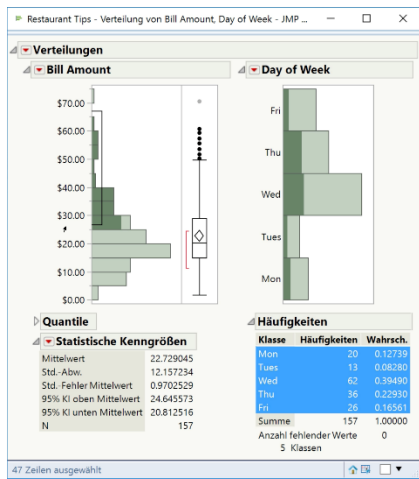 Restaurant Tips - Verteilung von Bill Amount, Day of Week - JMP ...
Verteilungen
Bill Amount
$70.00
$60.00
$50.00
$40.00
$30.00
$20.00
$10.00
$0.00
Day of Week
Fri
Thu
Wed
Tues
Mon
Quantile
Statistische Kenngrößen
Mittelwert 22.729045
Std.-Abw. 12.157234
Std.-Fehler Mittelwert 0.9702529
95% KI oben Mittelwert 24.645573
95% KI unten Mittelwert 20.812516
N 157
Häufigkeiten
Klasse Häufigkeiten Wahrsch.
Mon 20 0.12739
Tues 13 0.08280
Wed 62 0.39490
Thu 36 0.22930
Fri 26 0.16561
Summe 157 1.00000
Anzahl fehlender Werte 0
5 Klassen
47 Zeilen ausgewählt